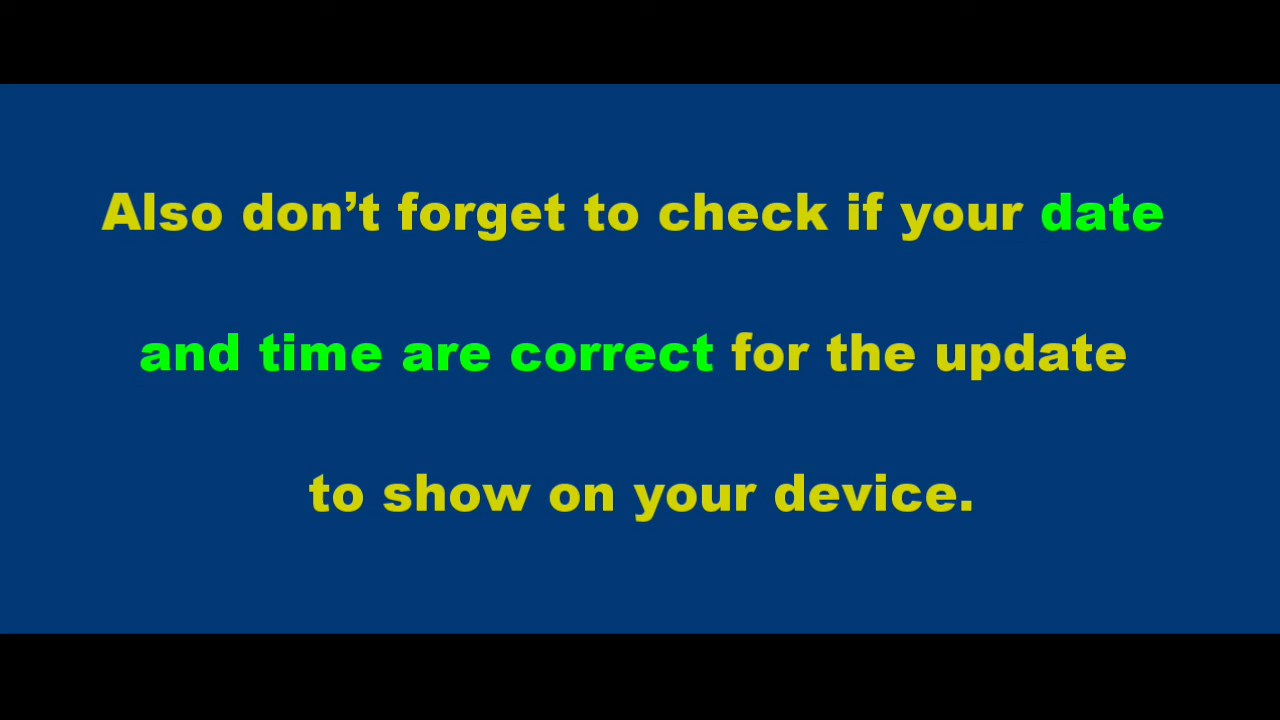 Also don’t forget to check if your date
and time are correct for the update
to show on your device.